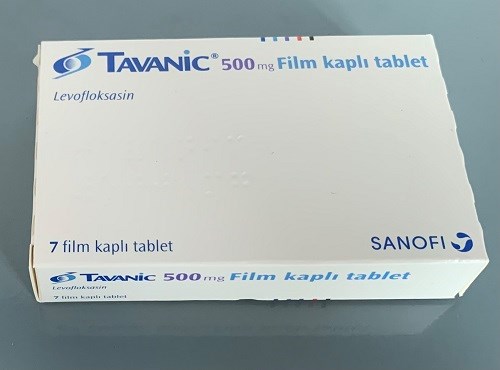 TAVANIC® 500 mg Film kaplı tablet
Levofloksasin
7 film kaplı tablet
SANOFI
TAVANIC 500 mg Film kaplı tablet
Levofloksasin
7 film kaplı tablet